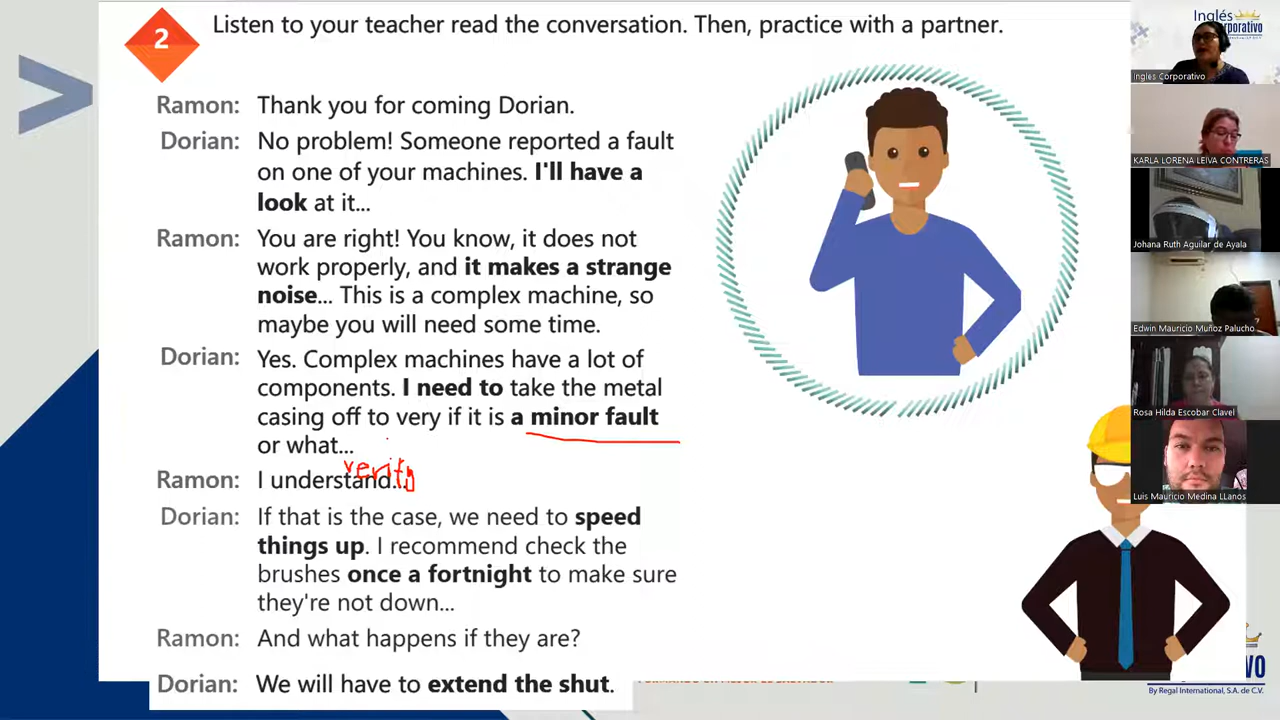 2
Listen to your teacher read the conversation. Then, practice with a partner.
Ramon: Thank you for coming Dorian.
Dorian: No problem! Someone reported a fault
on one of your machines. I'll have a
look at it...
Ramon: You are right! You know, it does not
work properly, and it makes a strange
noise... This is a complex machine, so
maybe you will need some time.
Dorian: Yes. Complex machines have a lot of
components. I need to take the metal
casing off to very if it is a minor fault
or what...
verify
Ramon: I understand...
Dorian: If that is the case, we need to speed
things up. I recommend check the
brushes once a fortnight to make sure
they're not down...
Ramon: And what happens if they are?
Dorian: We will have to extend the shut.
Inglés
Ingles Corporativo
KARLA LORENA LEIVA CONTRERAS
Johana Ruth Aguilar de Ayala
Edwin Mauricio Muñoz Palucho
Rosa Hilda Escobar Clavel
Luis Mauricio Medina LLanos
By Regal International, S.A. de C.V.